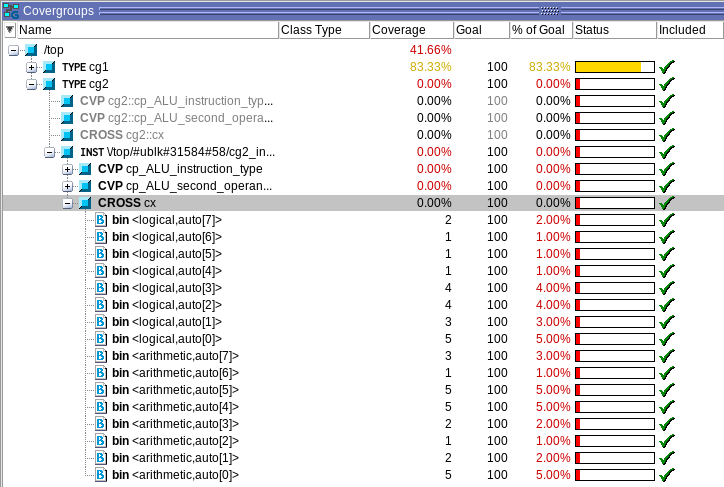 Covergroups
Name Class Type Coverage Goal % of Goal Status Included
/top 41.66%
TYPE cg1 83.33% 100 83.33%
TYPE cg2 0.00% 100 0.00%
CVP cg2::cp_ALU_instruction_typ... 0.00% 100 0.00%
CVP cg2::cp_ALU_second_opera... 0.00% 100 0.00%
CROSS cg2::cx 0.00% 100 0.00%
INST \/top/#ublk#31584#58/cg2_in... 0.00% 100 0.00%
CVP cp_ALU_instruction_type 0.00% 100 0.00%
CVP cp_ALU_second_operan... 0.00% 100 0.00%
CROSS cx 0.00% 100 0.00%
B bin <logical,auto[7]> 2 100 2.00%
B bin <logical,auto[6]> 1 100 1.00%
B bin <logical,auto[5]> 1 100 1.00%
B bin <logical,auto[4]> 1 100 1.00%
B bin <logical,auto[3]> 4 100 4.00%
B bin <logical,auto[2]> 4 100 4.00%
B bin <logical,auto[1]> 3 100 3.00%
B bin <logical,auto[0]> 5 100 5.00%
B bin <arithmetic,auto[7]> 3 100 3.00%
B bin <arithmetic,auto[6]> 1 100 1.00%
B bin <arithmetic,auto[5]> 5 100 5.00%
B bin <arithmetic,auto[4]> 5 100 5.00%
B bin <arithmetic,auto[3]> 2 100 2.00%
B bin <arithmetic,auto[2]> 1 100 1.00%
B bin <arithmetic,auto[1]> 2 100 2.00%
B bin <arithmetic,auto[0]> 5 100 5.00%